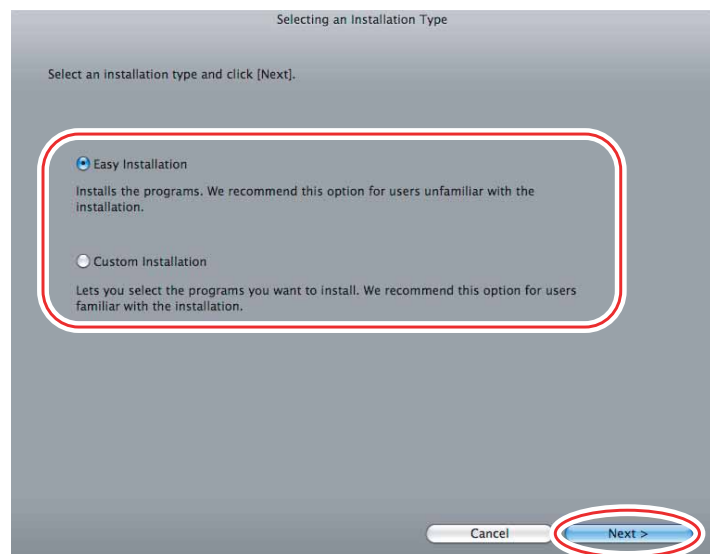 Selecting an Installation Type
Select an installation type and click [Next].
Easy Installation
Installs the programs. We recommend this option for users unfamiliar with the
installation.
Custom Installation
Lets you select the programs you want to install. We recommend this option for users
familiar with the installation.
Cancel
Next >